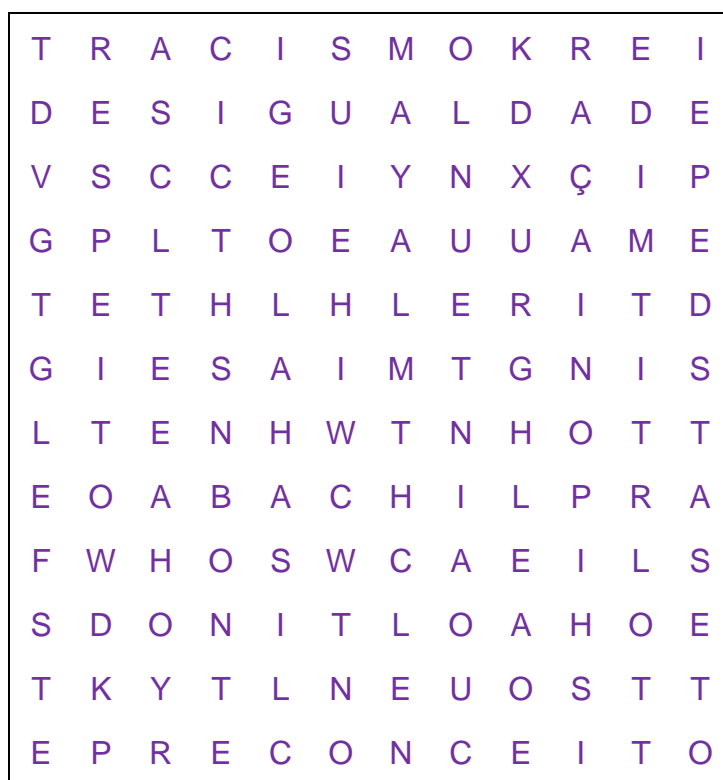 T R A C I S M O K R E I
D E S I G U A L D A D E
V S C C E I Y N X Ç I P
G P L T O E A U U A M E
T E T H L H L E R I T D
G I E S A I M T G N I S
L T E N H W T N H O T T
E O A B A C H I L P R A
F W H O S W C A E I L S
S D O N I T L O A H O E
T K Y T L N E U O S T T
E P R E C O N C E I T O